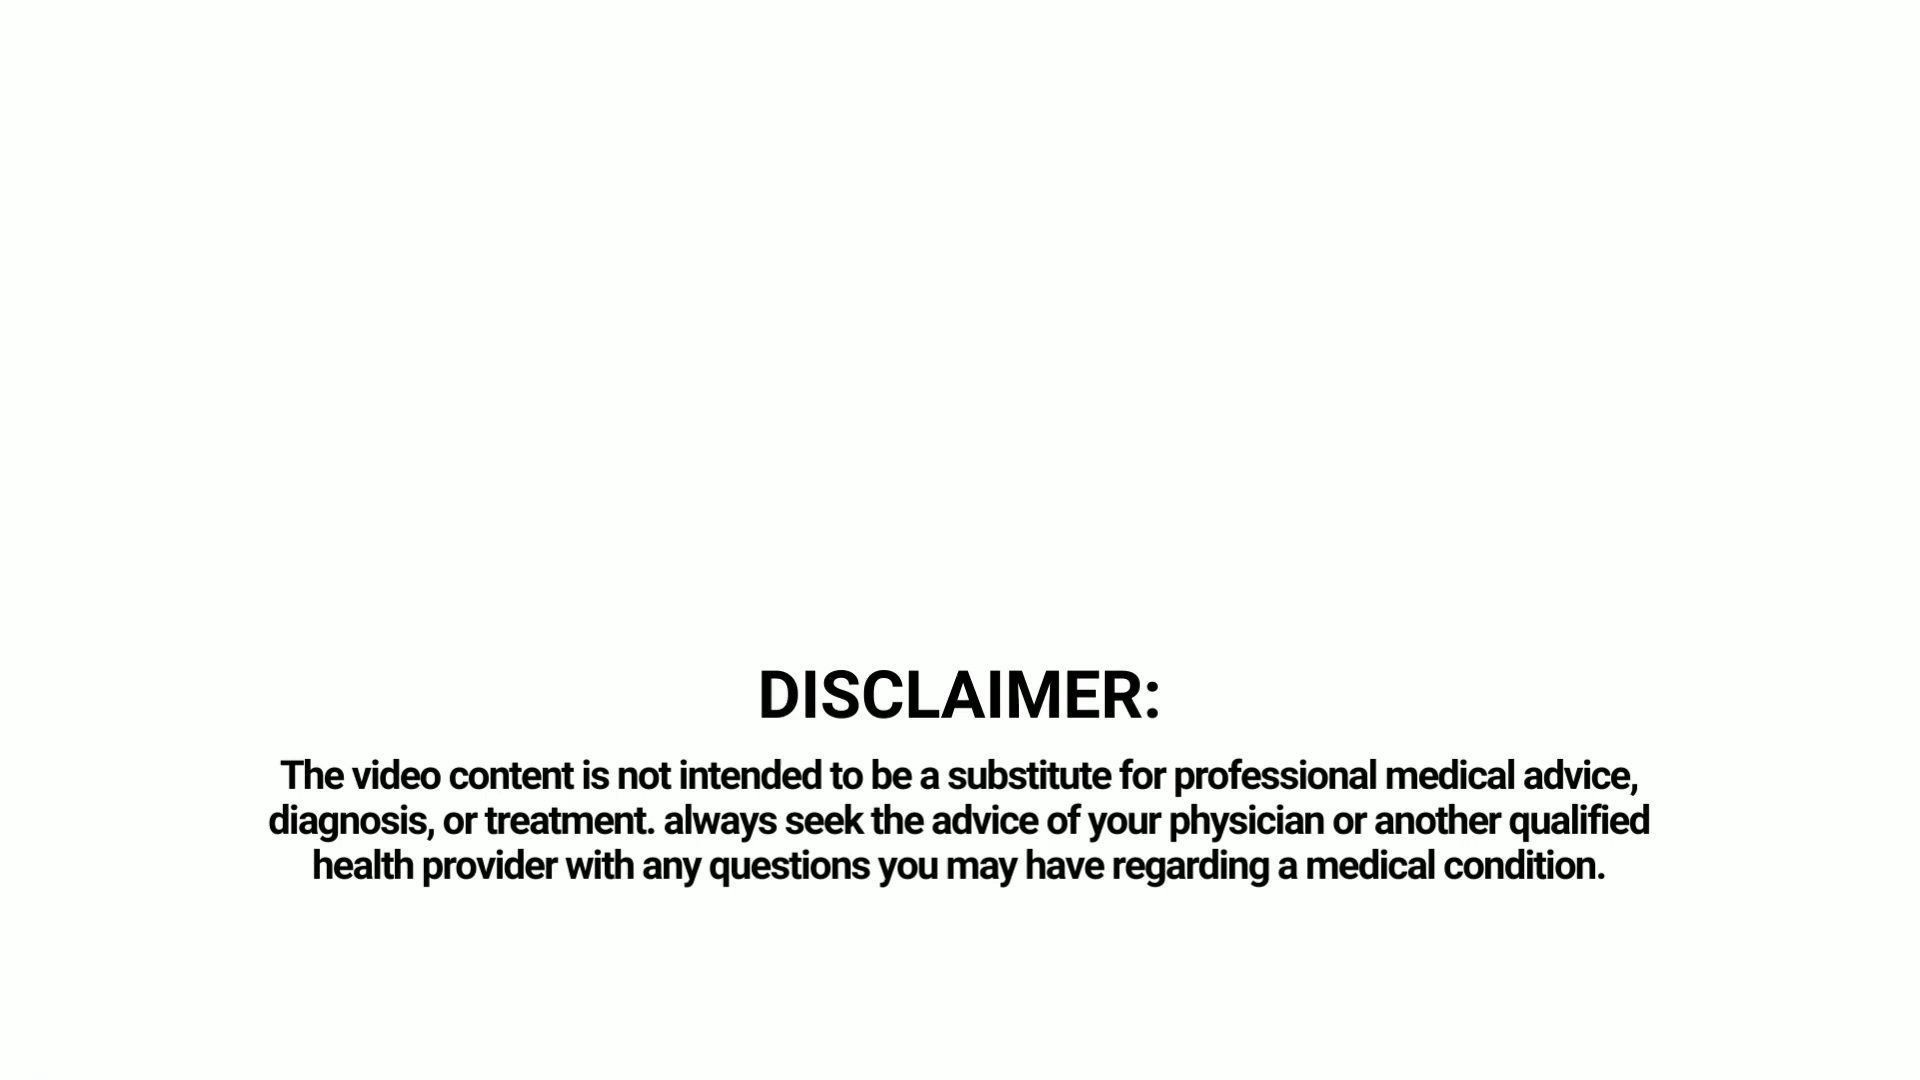 DISCLAIMER:
The video content is not intended to be a substitute for professional medical advice,
diagnosis, or treatment. always seek the advice of your physician or another qualified
health provider with any questions you may have regarding a medical condition.